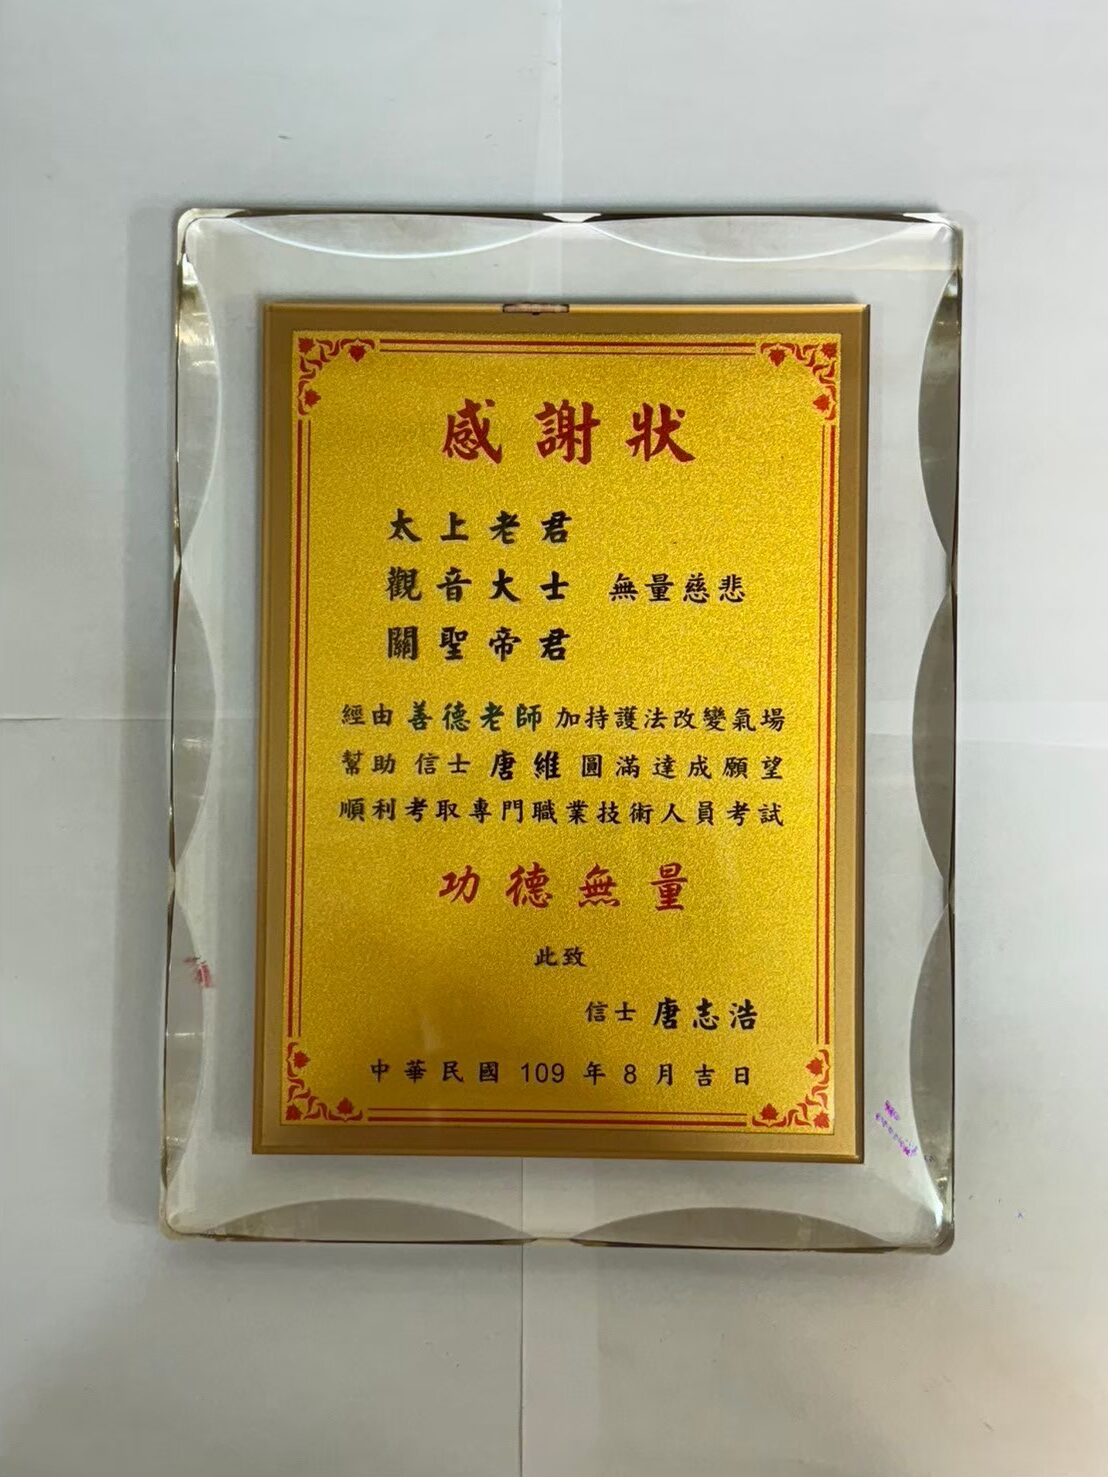 感謝狀
太上老君
觀音大士 無量慈悲
關聖帝君
經由 善德老師 加持護法改變氣場
幫助 信士 唐維 圓滿達成願望
順利考取專門職業技術人員考試
功德無量
此致
信士 唐志浩
中華民國 109 年 8 月吉日